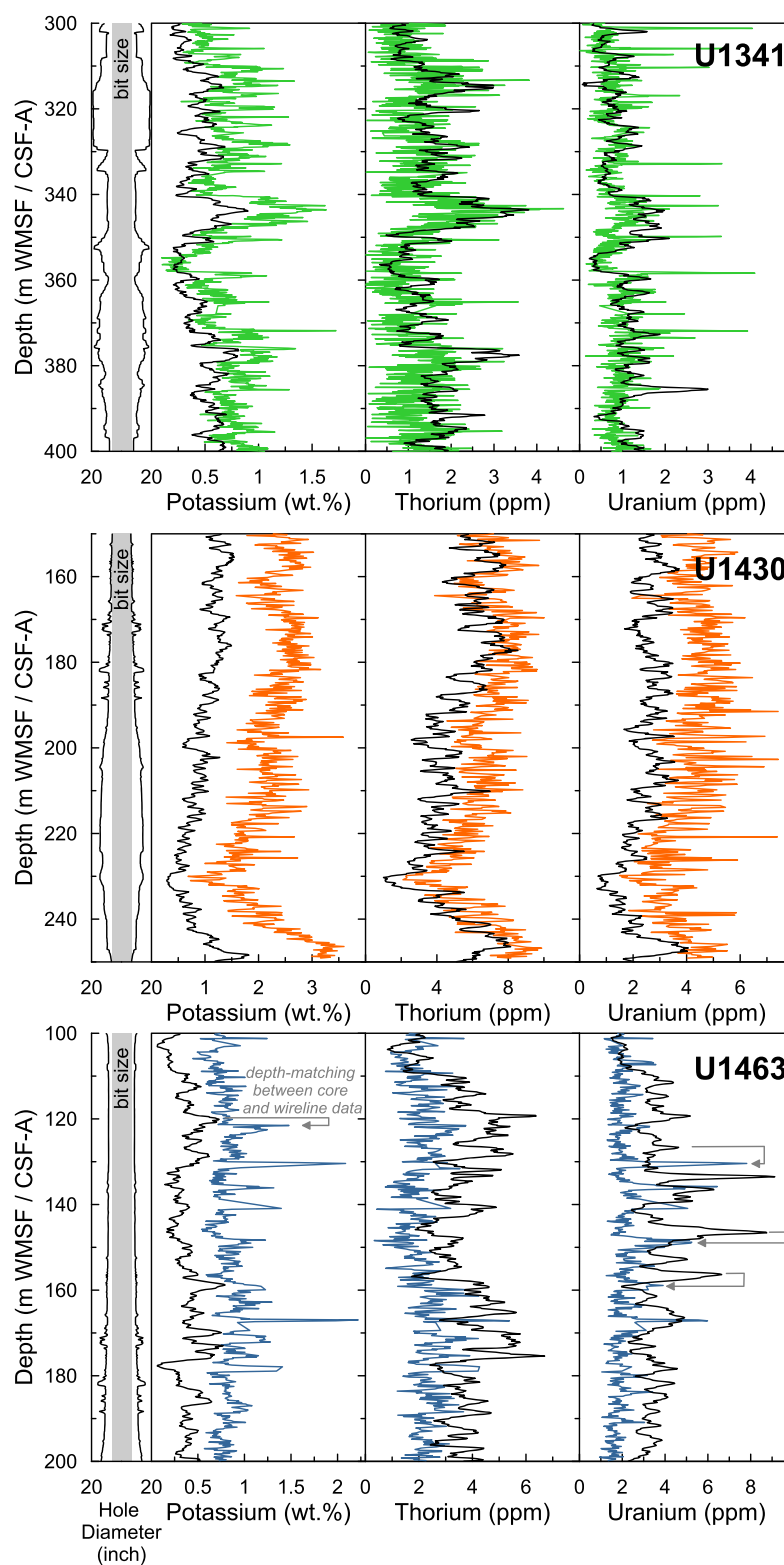 U1341
bit size
Depth (m WMSF / CSF-A)
300
320
340
360
380
400
20 20 0.5 1 1.5 0 1 2 3 4 0 1 2 3 4
Potassium (wt.%) Thorium (ppm) Uranium (ppm)
U1430
bit size
Depth (m WMSF / CSF-A)
160
180
200
220
240
20 20 1 2 3 0 4 8 0 2 4 6
Potassium (wt.%) Thorium (ppm) Uranium (ppm)
U1463
bit size
Depth (m WMSF / CSF-A)
100
120
140
160
180
200
depth-matching
between core
and wireline data
20 20 0.5 1 1.5 2 0 2 4 6 0 2 4 6 8
Hole
Diameter
(inch)
Potassium (wt.%) Thorium (ppm) Uranium (ppm)